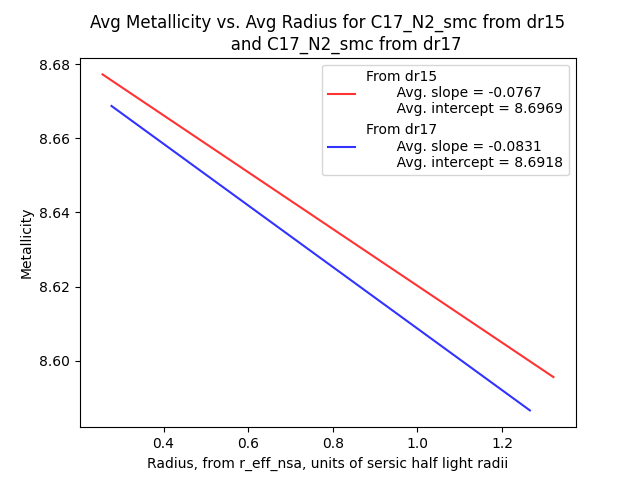 Avg Metallicity vs. Avg Radius for C17_N2_smc from dr15
and C17_N2_smc from dr17
8.68
8.66
8.64
8.62
8.60
Metallicity
From dr15
Avg. slope = -0.0767
Avg. intercept = 8.6969
From dr17
Avg. slope = -0.0831
Avg. intercept = 8.6918
0.4 0.6 0.8 1.0 1.2
Radius, from r_eff_nsa, units of sersic half light radii